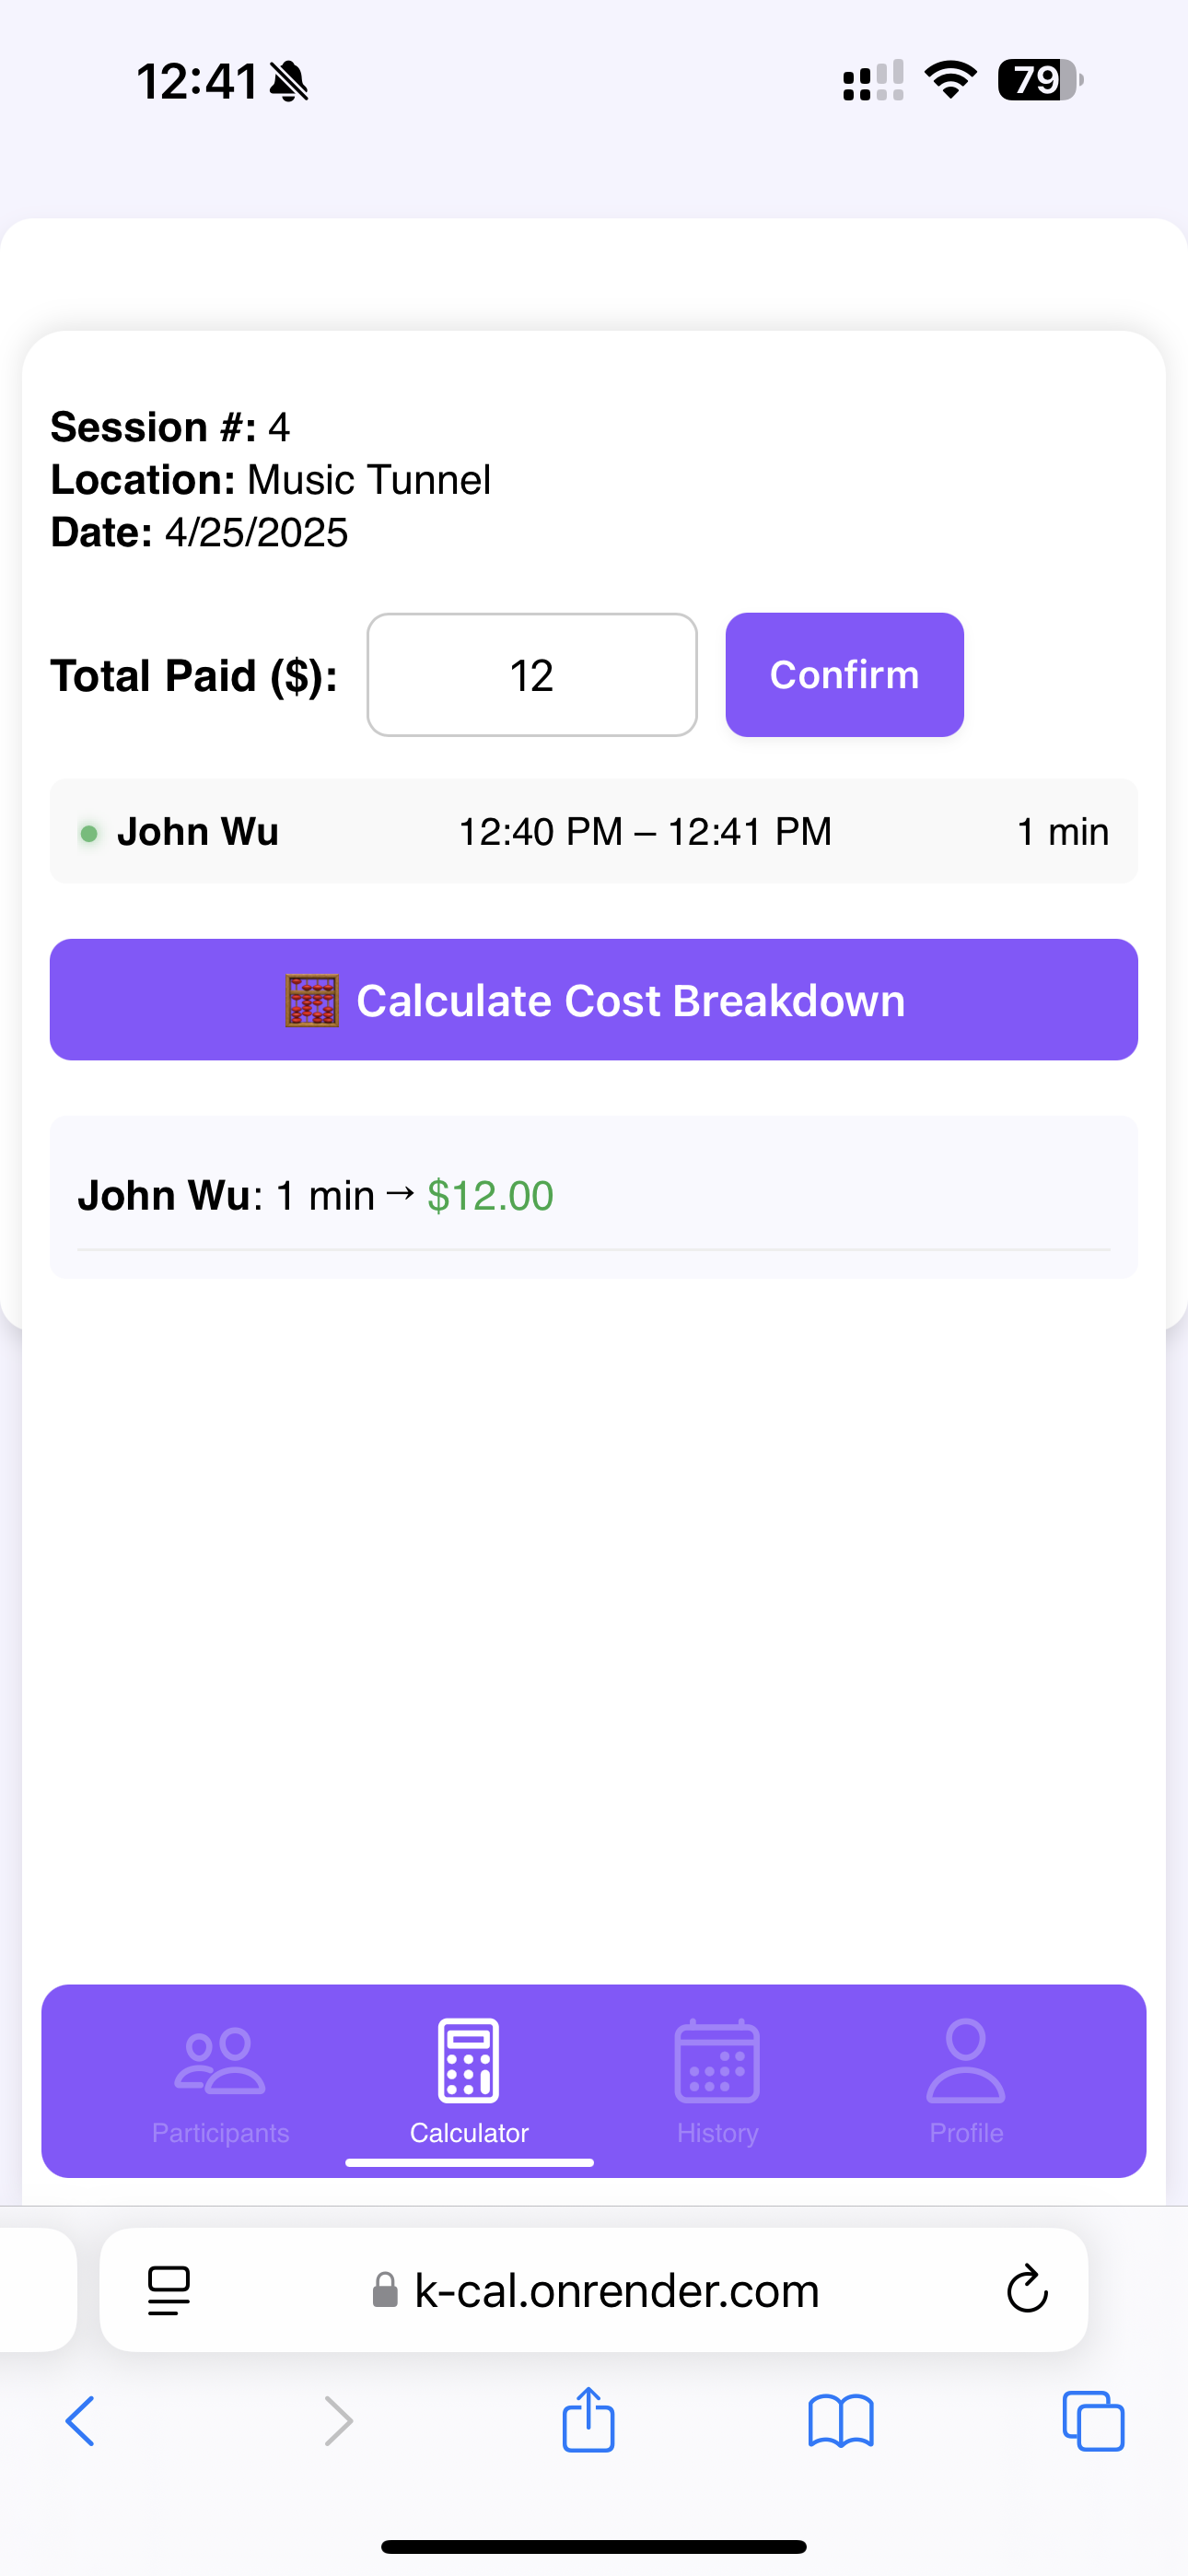 12:41
79
Session #: 4
Location: Music Tunnel
Date: 4/25/2025
Total Paid ($): 12 Confirm
John Wu 12:40 PM – 12:41 PM 1 min
🧮 Calculate Cost Breakdown
John Wu: 1 min → $12.00
Participants Calculator History Profile
k-cal.onrender.com